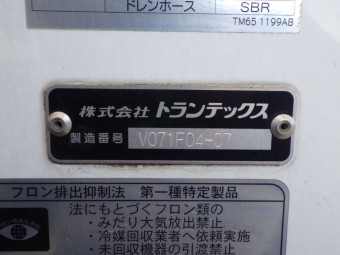 ドレンホース SBR
TM65 1199AB
株式会社 トランテックス
製造番号 V071F04-07
フロン排出抑制法 第一種特定製品
法にもとづくフロン類の
・みだり大気放出禁止
・冷媒回収業者へ依頼実施
・未回収機器の引渡禁止